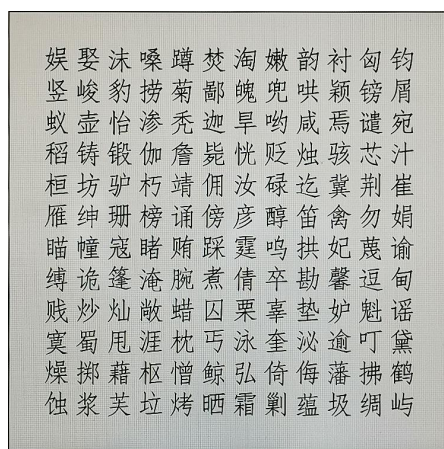 娱娶沫嗓蹲焚淘嫩韵衬匈钧
竖峻豹捞菊鄙魄兜哄颖镑屑
蚁壶怡渗秃迦旱哟咸焉谴宛
稻铸锻伽詹毙恍贬烛骇芯汁
桓坊驴朽靖佣汝碌迄冀荆崔
雁绅珊榜诵傍彦醇笛禽勿娟
瞄幢寇睹贿踩霆呜拱妃蔑谕
缚诡篷淹腕煮倩卒勘馨逗甸
贱炒灿敞蜡囚栗辜垫妒魁谣
寞蜀甩涯枕丐泳奎泌逾叮黛
燥掷藉枢憎鲸弘倚侮藩拂鹤
蚀浆芙垃烤晒霜剿蕴圾绸屿